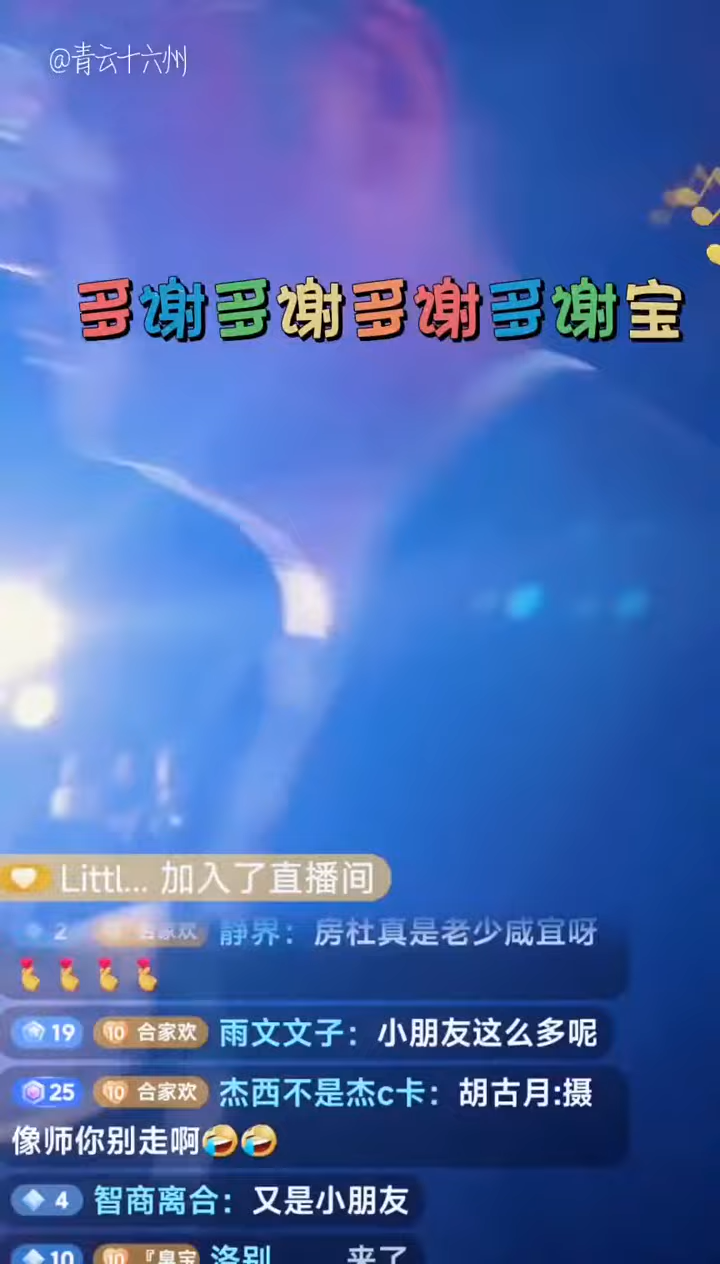 @青云十六州
多谢多谢多谢多谢宝
Littl... 加入了直播间
2 合家欢 静界：房杜真是老少咸宜呀
19 10 合家欢 雨文文子：小朋友这么多呢
25 10 合家欢 杰西不是杰c卡：胡古月:摄
像师你别走啊🤣🤣
4 智商离合：又是小朋友
10 10 洛别 来了